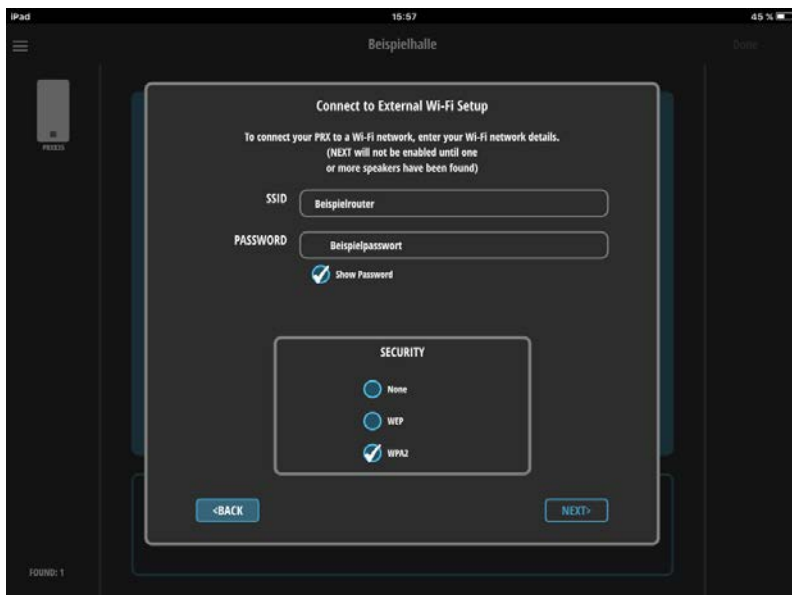 iPad 15:57 45 %
Beispielhalle Done
Connect to External Wi-Fi Setup
To connect your PRX to a Wi-Fi network, enter your Wi-Fi network details.
(NEXT will not be enabled until one
or more speakers have been found)
SSID Beispielrouter
PASSWORD Beispielpasswort
Show Password
SECURITY
None
WEP
WPA2
<BACK NEXT>
FOUND: 1